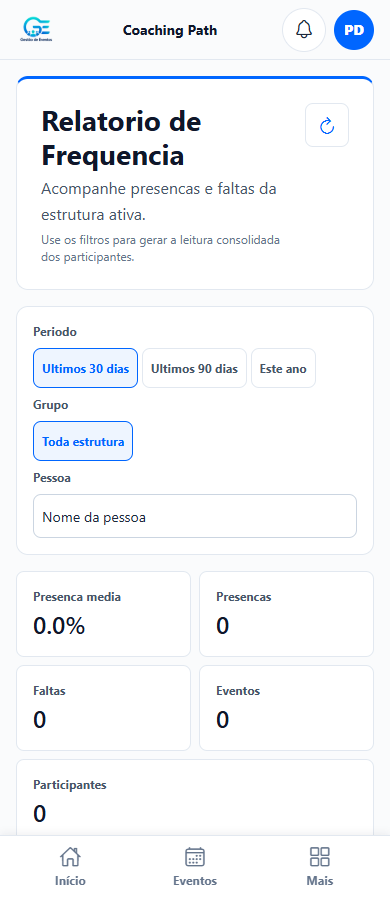 Gestão de Eventos
Coaching Path
PD
Relatorio de
Frequencia
Acompanhe presencas e faltas da
estrutura ativa.
Use os filtros para gerar a leitura consolidada
dos participantes.
Periodo
Ultimos 30 dias
Ultimos 90 dias
Este ano
Grupo
Toda estrutura
Pessoa
Nome da pessoa
Presenca media
0.0%
Presencas
0
Faltas
0
Eventos
0
Participantes
0
Início
Eventos
Mais